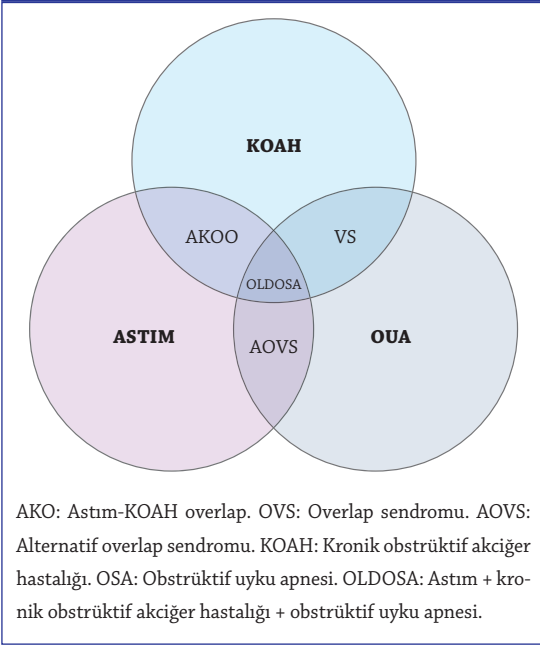 KOAH
AKOO
VS
OLDOSA
ASTIM
OUA
AOVS
AKO: Astım-KOAH overlap. OVS: Overlap sendromu. AOVS:
Alternatif overlap sendromu. KOAH: Kronik obstrüktif akciğer
hastalığı. OSA: Obstrüktif uyku apnesi. OLDOSA: Astım + kro-
nik obstrüktif akciğer hastalığı + obstrüktif uyku apnesi.